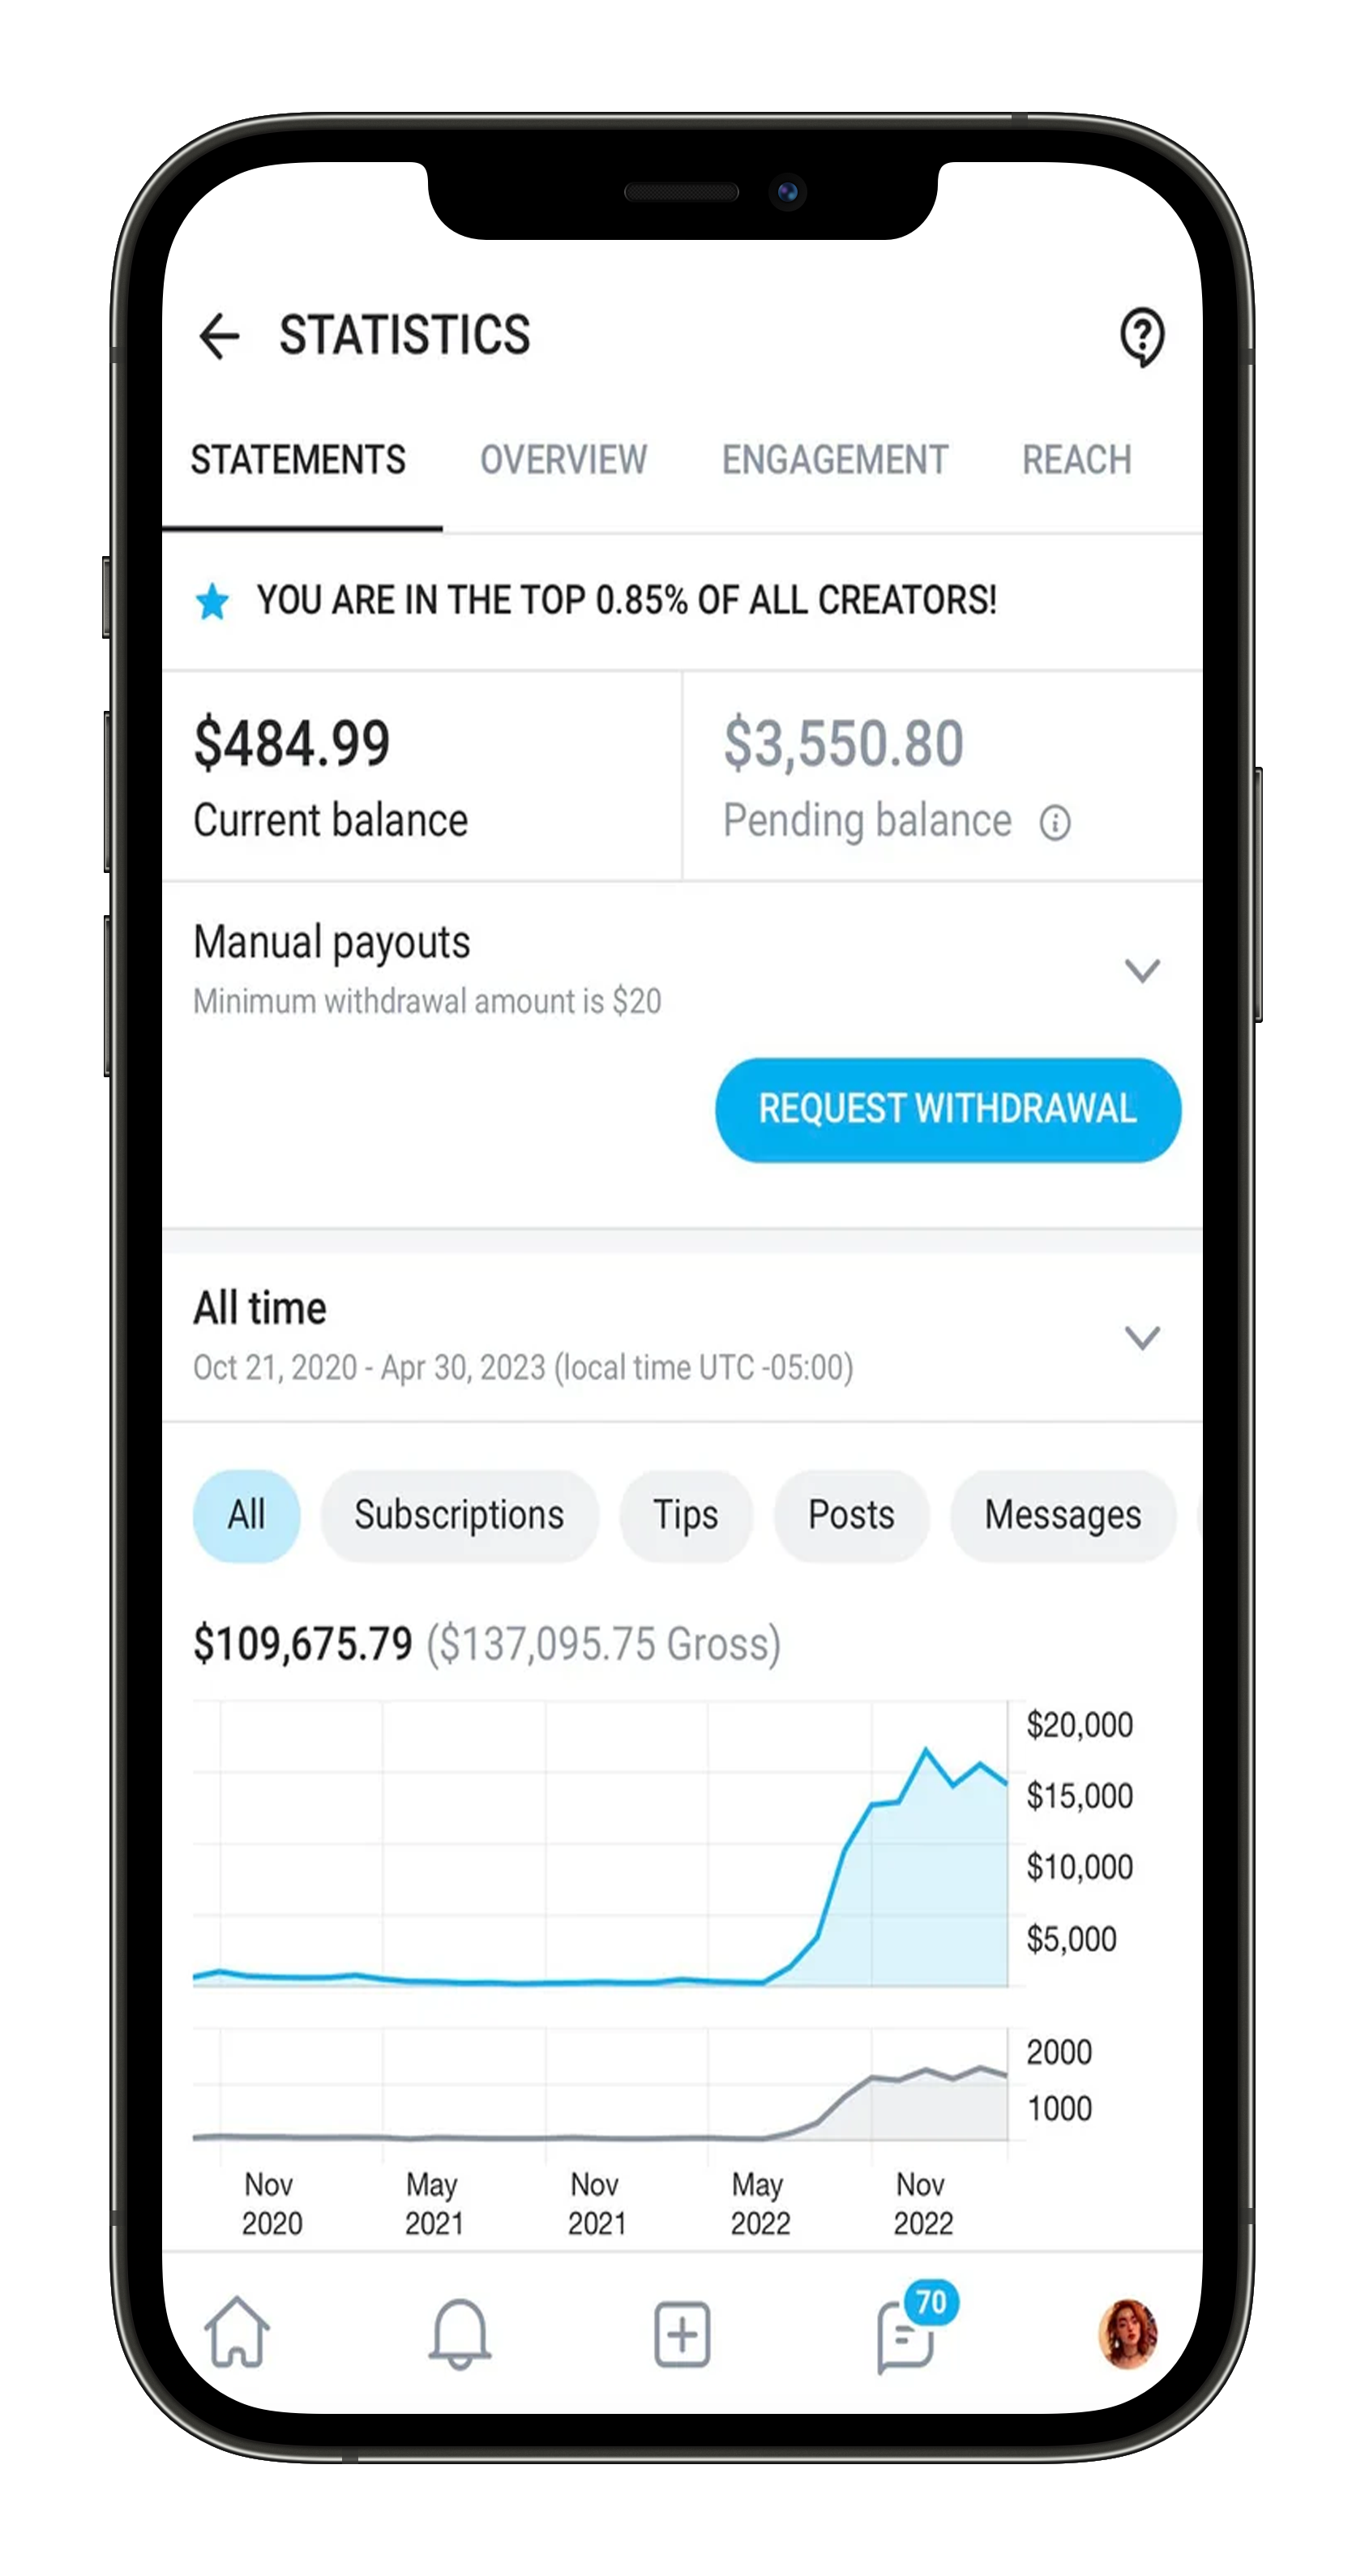 STATISTICS
STATEMENTS OVERVIEW ENGAGEMENT REACH
YOU ARE IN THE TOP 0.85% OF ALL CREATORS!
$484.99 $3,550.80
Current balance Pending balance
Manual payouts
Minimum withdrawal amount is $20
REQUEST WITHDRAWAL
All time
Oct 21, 2020 - Apr 30, 2023 (local time UTC -05:00)
All Subscriptions Tips Posts Messages
$109,675.79 ($137,095.75 Gross)
$20,000
$15,000
$10,000
$5,000
2000
1000
Nov May Nov May Nov
2020 2021 2021 2022 2022
70